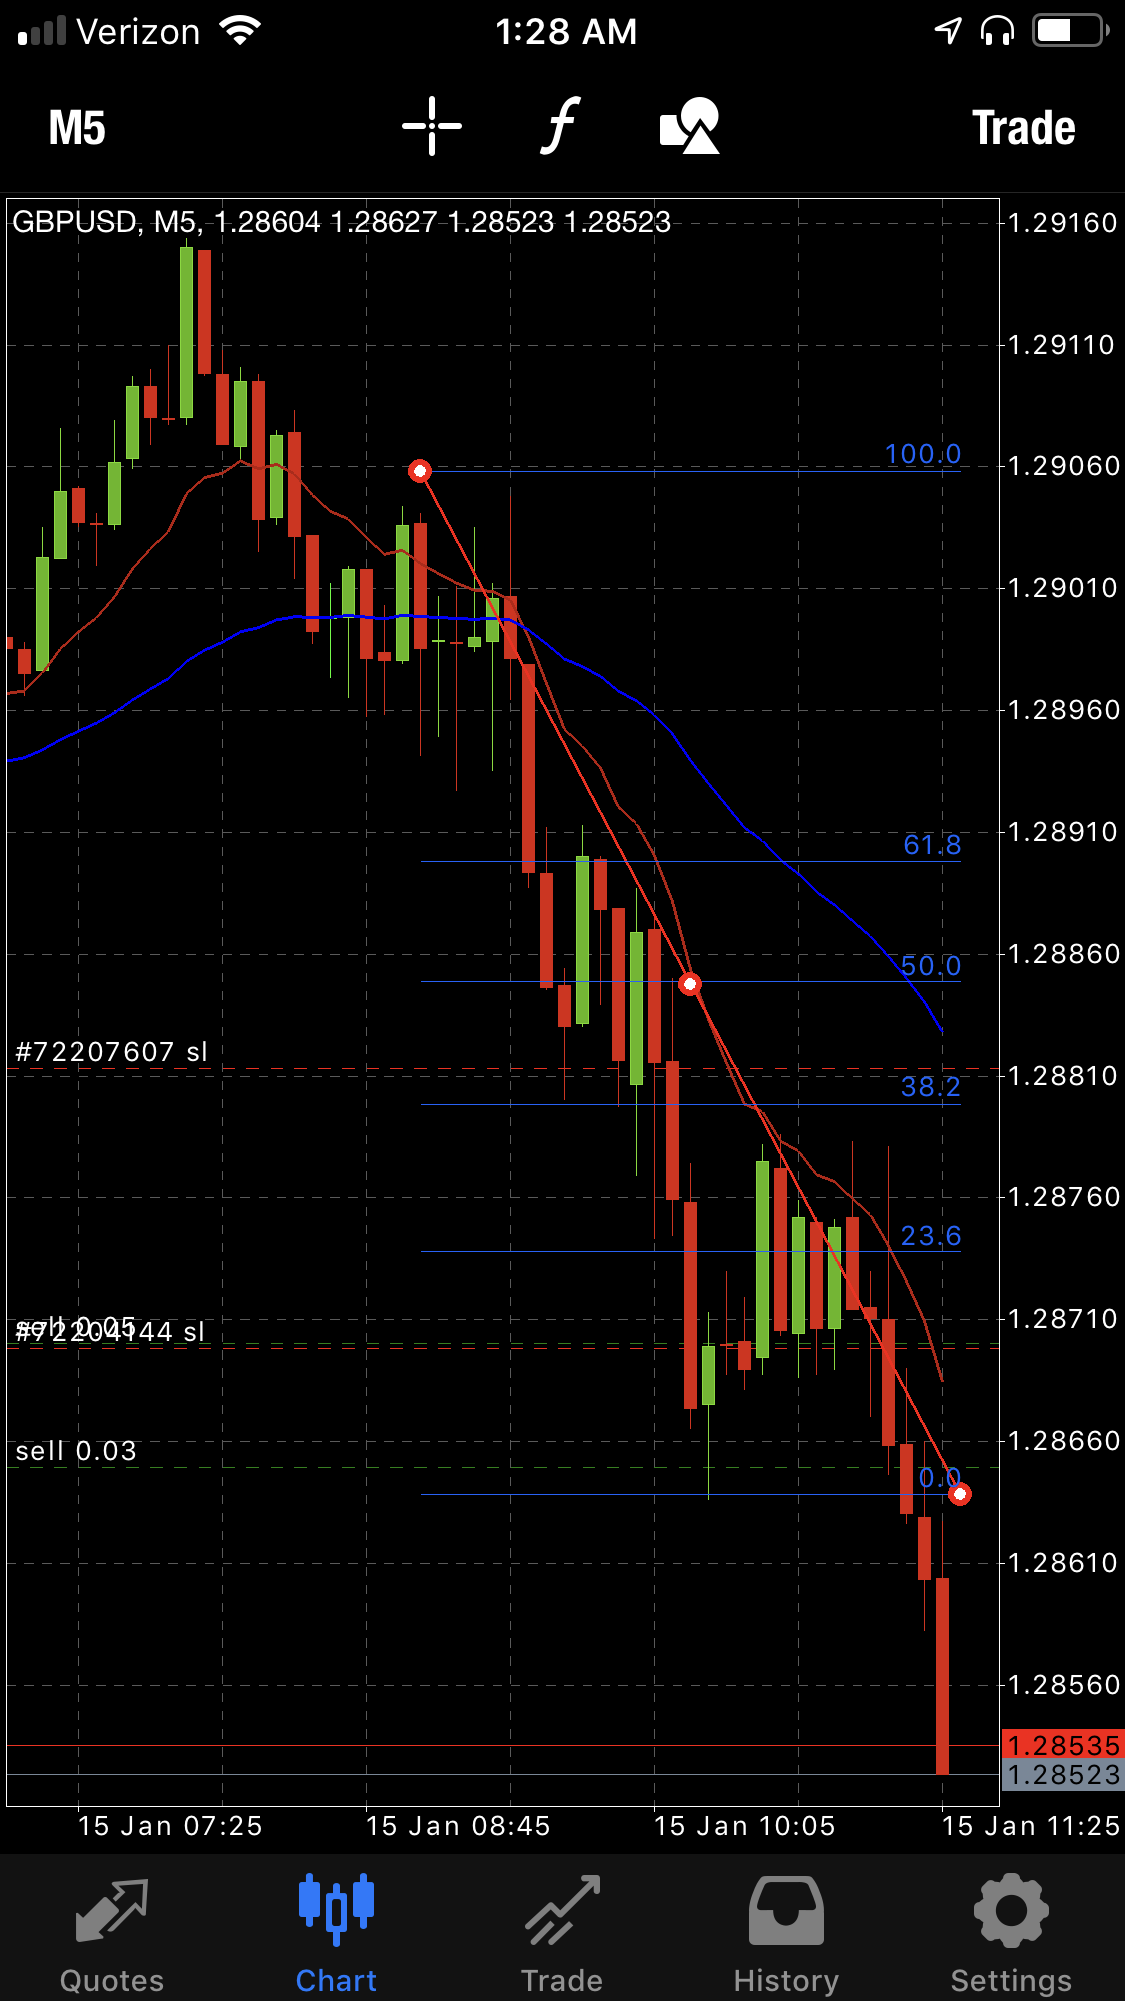 Verizon 1:28 AM
M5 f Trade
GBPUSD, M5, 1.28604 1.28627 1.28523 1.28523
1.29160
1.29110
100.0
1.29060
1.29010
1.28960
1.28910
61.8
1.28860
50.0
#72207607 sl
1.28810
38.2
1.28760
23.6
1.28710
sell 0.05
#72204144 sl
sell 0.03
1.28660
0.0
1.28610
1.28560
1.28535
1.28523
15 Jan 07:25 15 Jan 08:45 15 Jan 10:05 15 Jan 11:25
Quotes Chart Trade History Settings